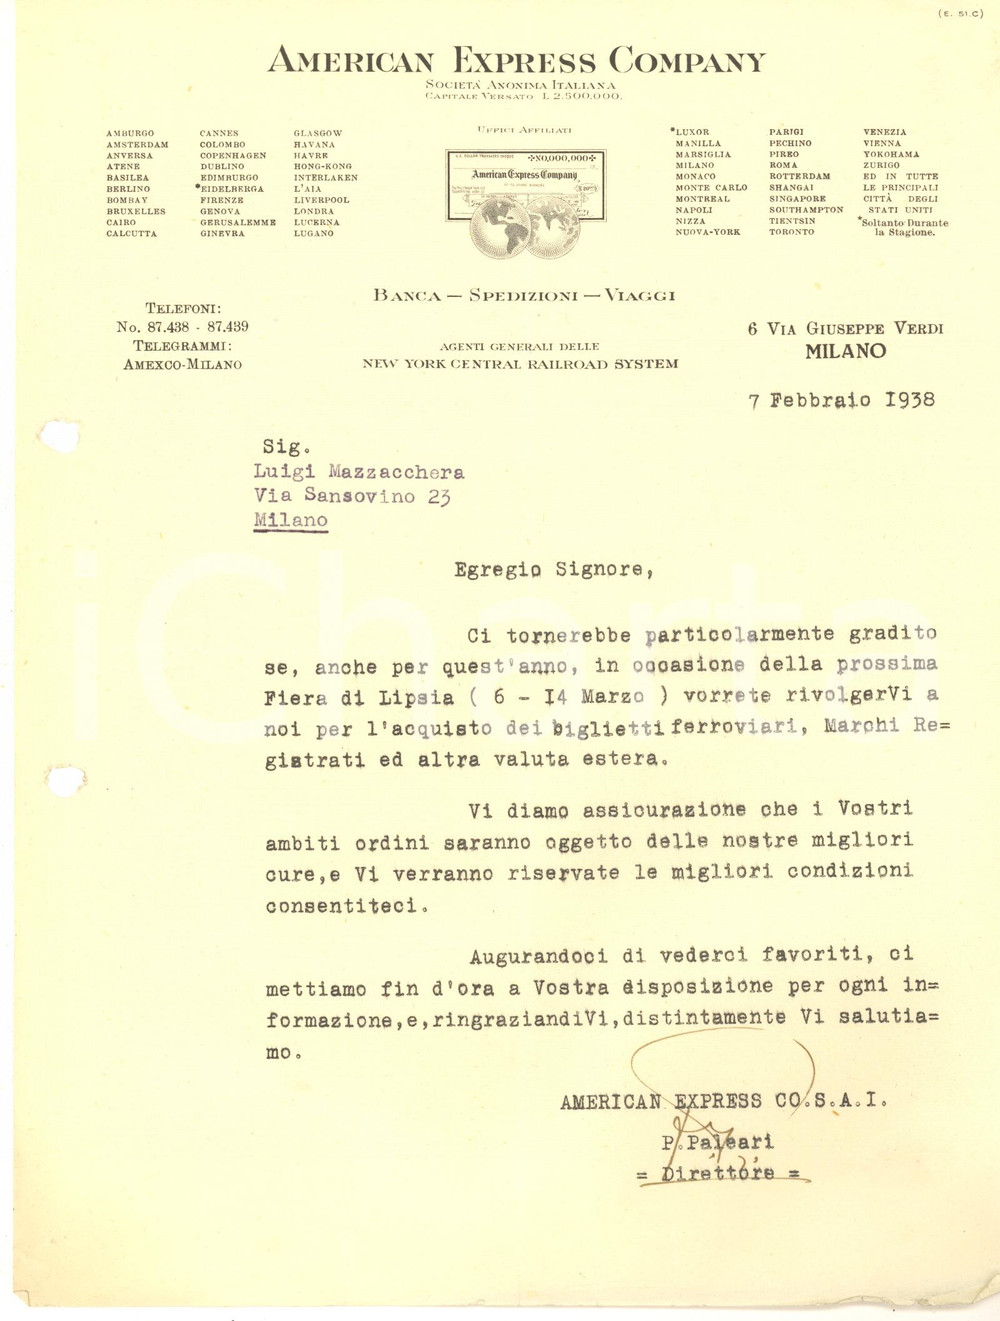 (E. 51.C)
AMERICAN EXPRESS COMPANY
SOCIETÀ ANONIMA ITALIANA
CAPITALE VERSATO L 2.500.000.
UFFICI AFFILIATI
AMBURGO
AMSTERDAM
ANVERSA
ATENE
BASILEA
BERLINO
BOMBAY
BRUXELLES
CAIRO
CALCUTTA
CANNES
COLOMBO
COPENHAGEN
DUBLINO
EDIMBURGO
*EIDELBERGA
FIRENZE
GENOVA
GERUSALEMME
GINEVRA
GLASGOW
HAVANA
HAVRE
HONG-KONG
INTERLAKEN
L'AIA
LIVERPOOL
LONDRA
LUCERNA
LUGANO
N0,000,000
American Express Company
*LUXOR
MANILLA
MARSIGLIA
MILANO
MONACO
MONTE CARLO
MONTREAL
NAPOLI
NIZZA
NUOVA-YORK
PARIGI
PECHINO
PIREO
ROMA
ROTTERDAM
SHANGAI
SINGAPORE
SOUTHAMPTON
TIENTSIN
TORONTO
VENEZIA
VIENNA
YOKOHAMA
ZURIGO
ED IN TUTTE
LE PRINCIPALI
CITTÀ DEGLI
STATI UNITI
*Soltanto Durante
la Stagione.
BANCA — SPEDIZIONI — VIAGGI
TELEFONI:
No. 87.438 - 87.439
TELEGRAMMI:
AMEXCO-MILANO
AGENTI GENERALI DELLE
NEW YORK CENTRAL RAILROAD SYSTEM
6 VIA GIUSEPPE VERDI
MILANO
7 Febbraio 1938
Sig.
Luigi Mazzacchera
Via Sansovino 23
Milano
Egregio Signore,
Ci tornerebbe particolarmente gradito
se, anche per quest'anno, in occasione della prossima
Fiera di Lipsia ( 6 - 14 Marzo ) vorrete rivolgerVi a
noi per l'acquisto dei biglietti ferroviari, Marchi Re=
gistrati ed altra valuta estera.
Vi diamo assicurazione che i Vostri
ambiti ordini saranno oggetto delle nostre migliori
cure,e Vi verranno riservate le migliori condizioni
consentiteci.
Augurandoci di vederci favoriti, ci
mettiamo fin d'ora a Vostra disposizione per ogni in=
formazione,e,ringraziandiVi,distintamente Vi salutia=
mo.
AMERICAN EXPRESS CO.S.A.I.
P.Paleari
= Direttore =
iCharta